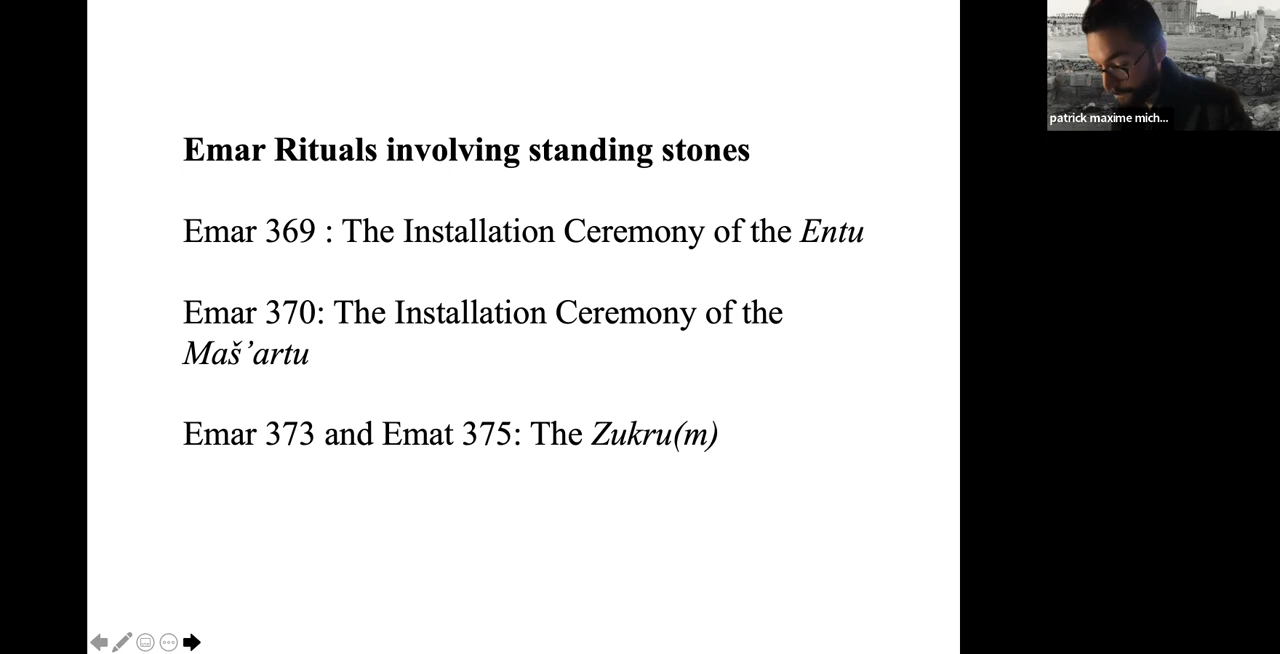 Emar Rituals involving standing stones
Emar 369 : The Installation Ceremony of the Entu
Emar 370: The Installation Ceremony of the
Maš’artu
Emar 373 and Emat 375: The Zukru(m)
patrick maxime mich...